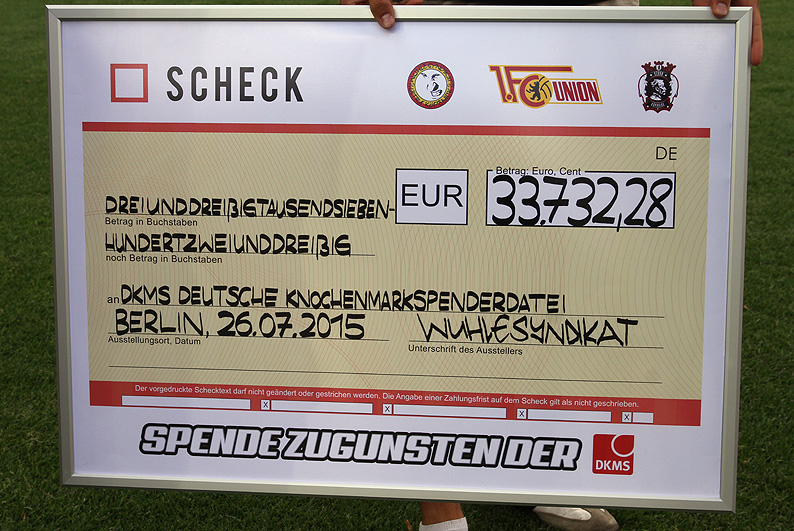 SCHECK
1.FC UNION
DE
Betrag: Euro, Cent
EUR
33.732,28
DREIUNDDREIßIGTAUSENDSIEBEN-
Betrag in Buchstaben
HUNDERTZWEIUNDDREIßIG
noch Betrag in Buchstaben
an DKMS DEUTSCHE KNOCHENMARKSPENDERDATEI
BERLIN, 26.07.2015 WUHLESYNDIKAT
Ausstellungsort, Datum Unterschrift des Ausstellers
Der vorgedruckte Schecktext darf nicht geändert oder gestrichen werden. Die Angabe einer Zahlungsfrist auf dem Scheck gilt als nicht geschrieben.
X X X X
SPENDE ZUGUNSTEN DER
DKMS